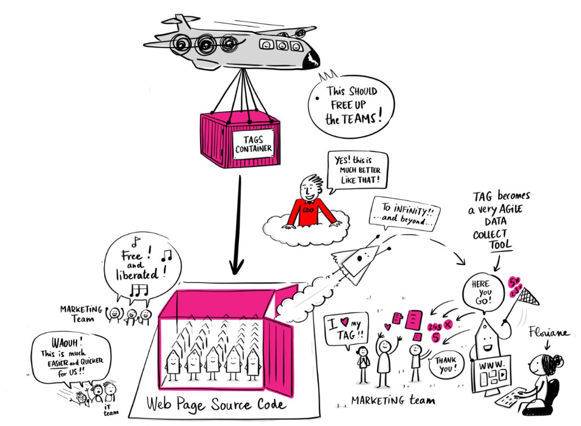 This SHOULD
FREE UP
the TEAMS!
TAGS
CONTAINER
YES! this is
MUCH BETTER
LIKE THAT!
To INFINITY!!
...and beyond...
TAG becomes
a very AGILE
DATA
COLLECT
TOOL
Free!
and
liberated!
MARKETING
Team
HERE
YOU
GO!
I ♥ my
TAG!!
Floriane
WAOUH!
This is much
EASIER and QUICKER
for US!!
iT
team
THANK
YOU!
WWW.
Web Page Source Code
MARKETING team